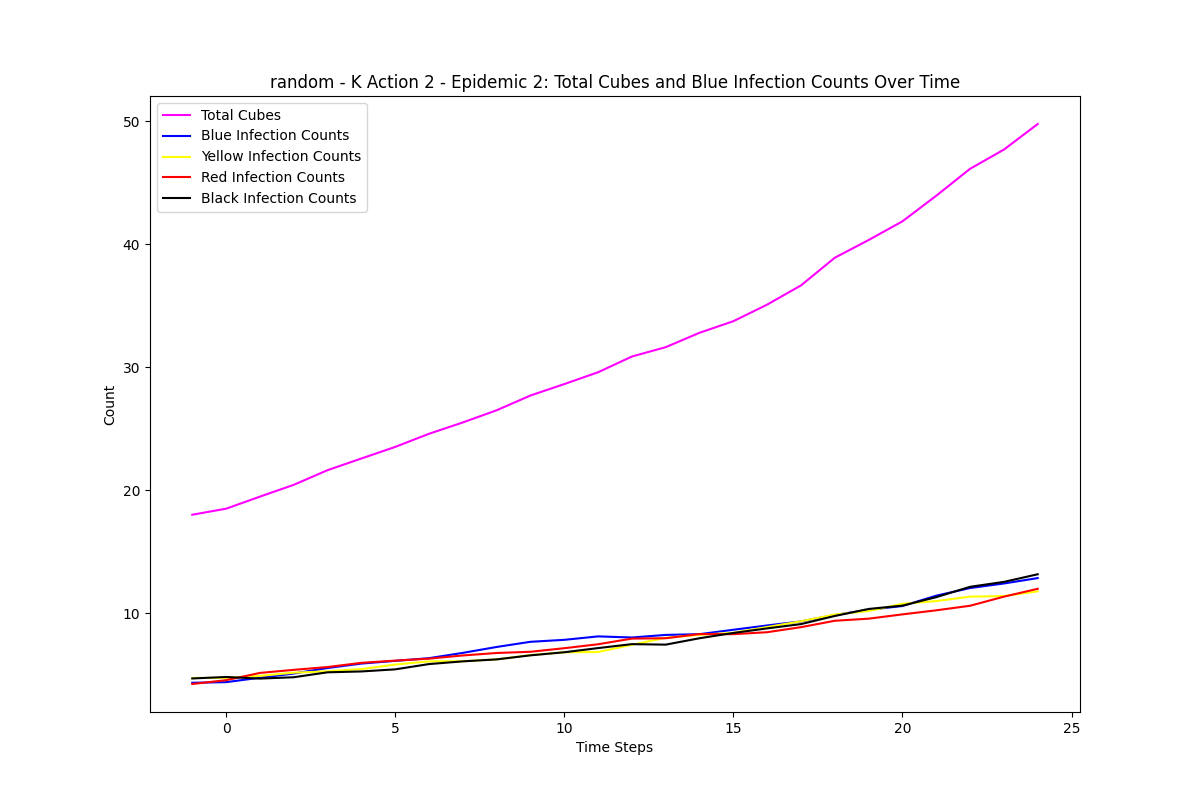 random - K Action 2 - Epidemic 2: Total Cubes and Blue Infection Counts Over Time
Total Cubes
Blue Infection Counts
Yellow Infection Counts
Red Infection Counts
Black Infection Counts
50
40
30
20
10
Count
0 5 10 15 20 25
Time Steps